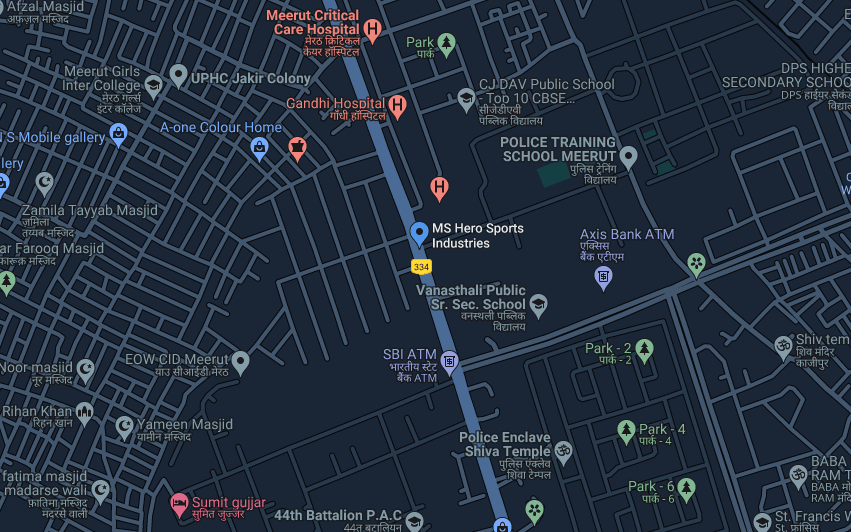 Afzal Masjid
अफ़ज़ल मस्जिद
Meerut Critical
Care Hospital
मेरठ क्रिटिकल
केयर हॉस्पिटल
Park
पार्क
Meerut Girls
Inter College
मेरठ गर्ल्स
इंटर कॉलेज
UPHC Jakir Colony
CJ DAV Public School
- Top 10 CBSE...
सीजेडीएवी
पब्लिक विद्यालय
DPS HIGHE
SECONDARY SCHOO
DPS हाईयर सेकें
Gandhi Hospital
गाँधी हॉस्पिटल
N S Mobile gallery
A-one Colour Home
POLICE TRAINING
SCHOOL MEERUT
पुलिस ट्रेनिंग
विद्यालय
llery
Zamila Tayyab Masjid
ज़मिला
तय्यब मस्जिद
MS Hero Sports
Industries
ar Farooq Masjid
फारूक़ मस्जिद
Axis Bank ATM
एक्सिस
बैंक एटीएम
334
Vanasthali Public
Sr. Sec. School
वनस्थली पब्लिक
विद्यालय
SBI ATM
भारतीय स्टेट
बैंक ATM
EOW CID Meerut
याउ सीआईडी मेरठ
Park - 2
पार्क - 2
Shiv tem
शिव मंदिर
काजीपुर
Noor masjid
नूर मस्जिद
Rihan Khan
रिहन खान
Yameen Masjid
यामीन मस्जिद
Park - 4
पार्क - 4
Police Enclave
Shiva Temple
पुलिस एंक्लेव
शिवा टेम्पल
fatima masjid
madarse wali
फ़ातिमा मस्जिद
मदरसे वाली
Park - 6
पार्क - 6
BABA
RAM T
BABA
RAM मं
Sumit gujjar
सुमित जुज्जर
44th Battalion P.A.C
44त बटालियन
St. Francis W
St. फ्रांसिस